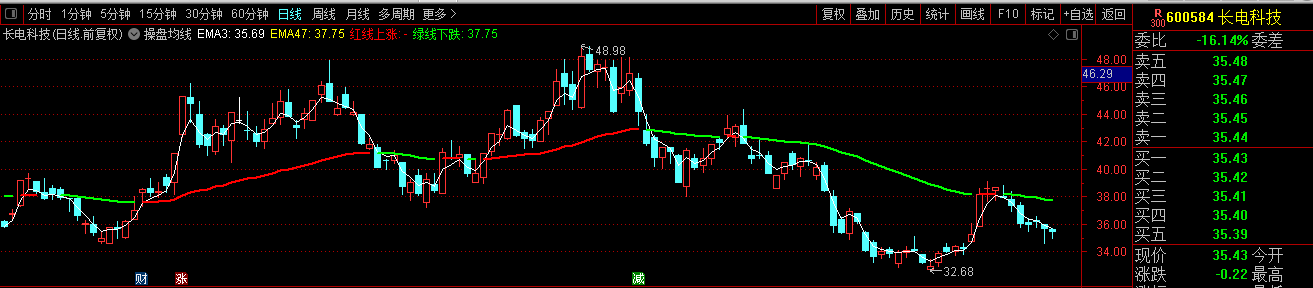 分时 1分钟 5分钟 15分钟 30分钟 60分钟 日线 周线 月线 多周期 更多 > 复权 叠加 历史 统计 画线 F10 标记 +自选 返回
R 300 600584 长电科技
长电科技(日线.前复权) 操盘均线 EMA3: 35.69 EMA47: 37.75 红线上涨: - 绿线下跌: 37.75
委比 -16.14% 委差
48.98
48.00
46.29
46.00
44.00
42.00
40.00
38.00
36.00
34.00
32.68
财 涨 减
卖五 35.48
卖四 35.47
卖三 35.46
卖二 35.45
卖一 35.44
买一 35.43
买二 35.42
买三 35.41
买四 35.40
买五 35.39
现价 35.43 今开
涨跌 -0.22 最高